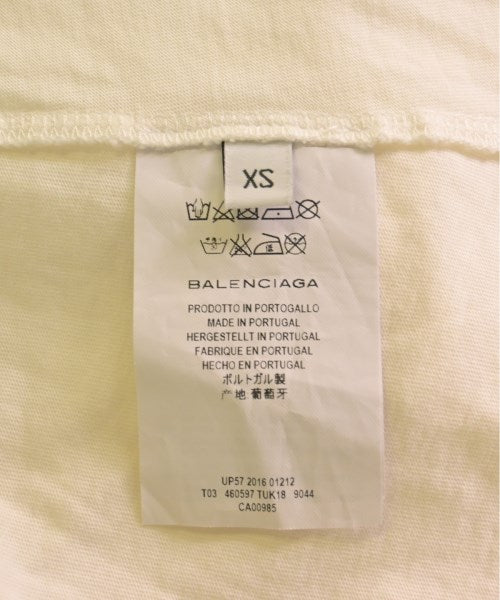 XS
BALENCIAGA
PRODOTTO IN PORTOGALLO
MADE IN PORTUGAL
HERGESTELLT IN PORTUGAL
FABRIQUE EN PORTUGAL
HECHO EN PORTUGAL
ポルトガル製
产地 葡萄牙
UP57 2016 01212
T03 460597 TUK18 9044
CA00985